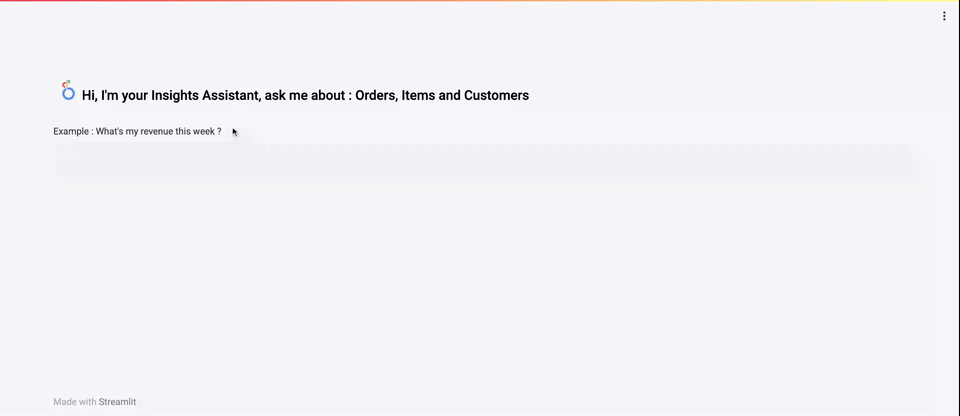 Hi, I'm your Insights Assistant, ask me about : Orders, Items and Customers
Example : What's my revenue this week ?
Made with Streamlit